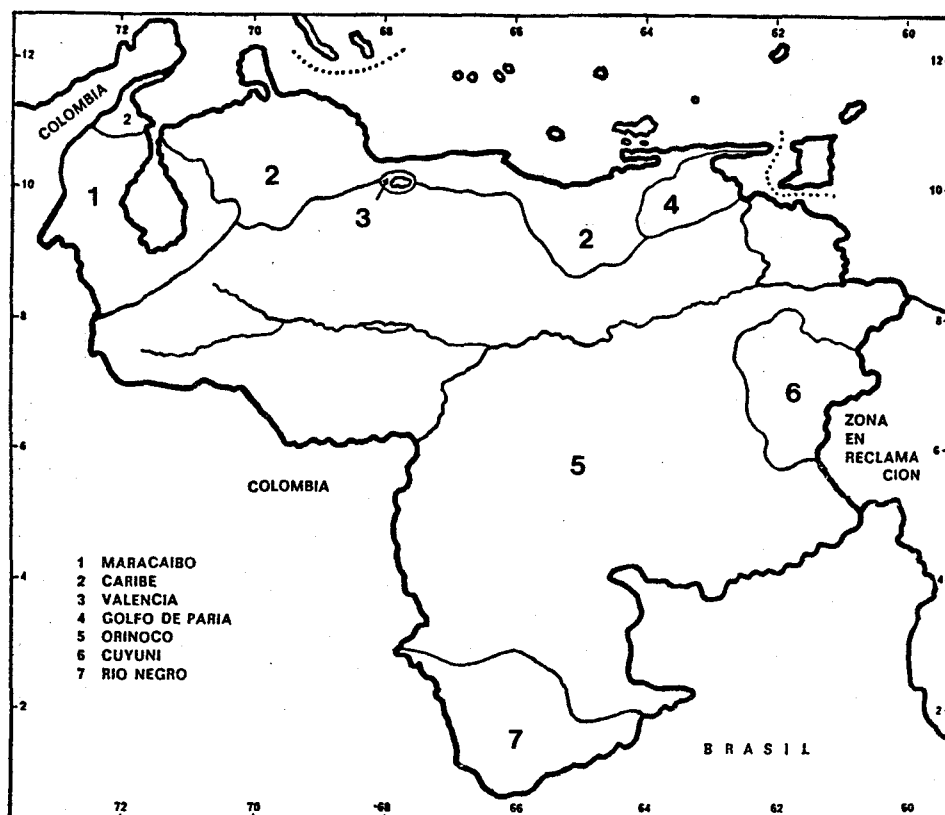 72 70 68 66 64 62 60
12 12
COLOMBIA
2
10 10
1
2
3
2
4
8 8
6
ZONA
EN
RECLAMA
CION
6 6
5
COLOMBIA
1 MARACAIBO
2 CARIBE
3 VALENCIA
4 GOLFO DE PARIA
5 ORINOCO
6 CUYUNI
7 RIO NEGRO
4 4
2 2
7
BRASIL
72 70 68 66 64 62 60